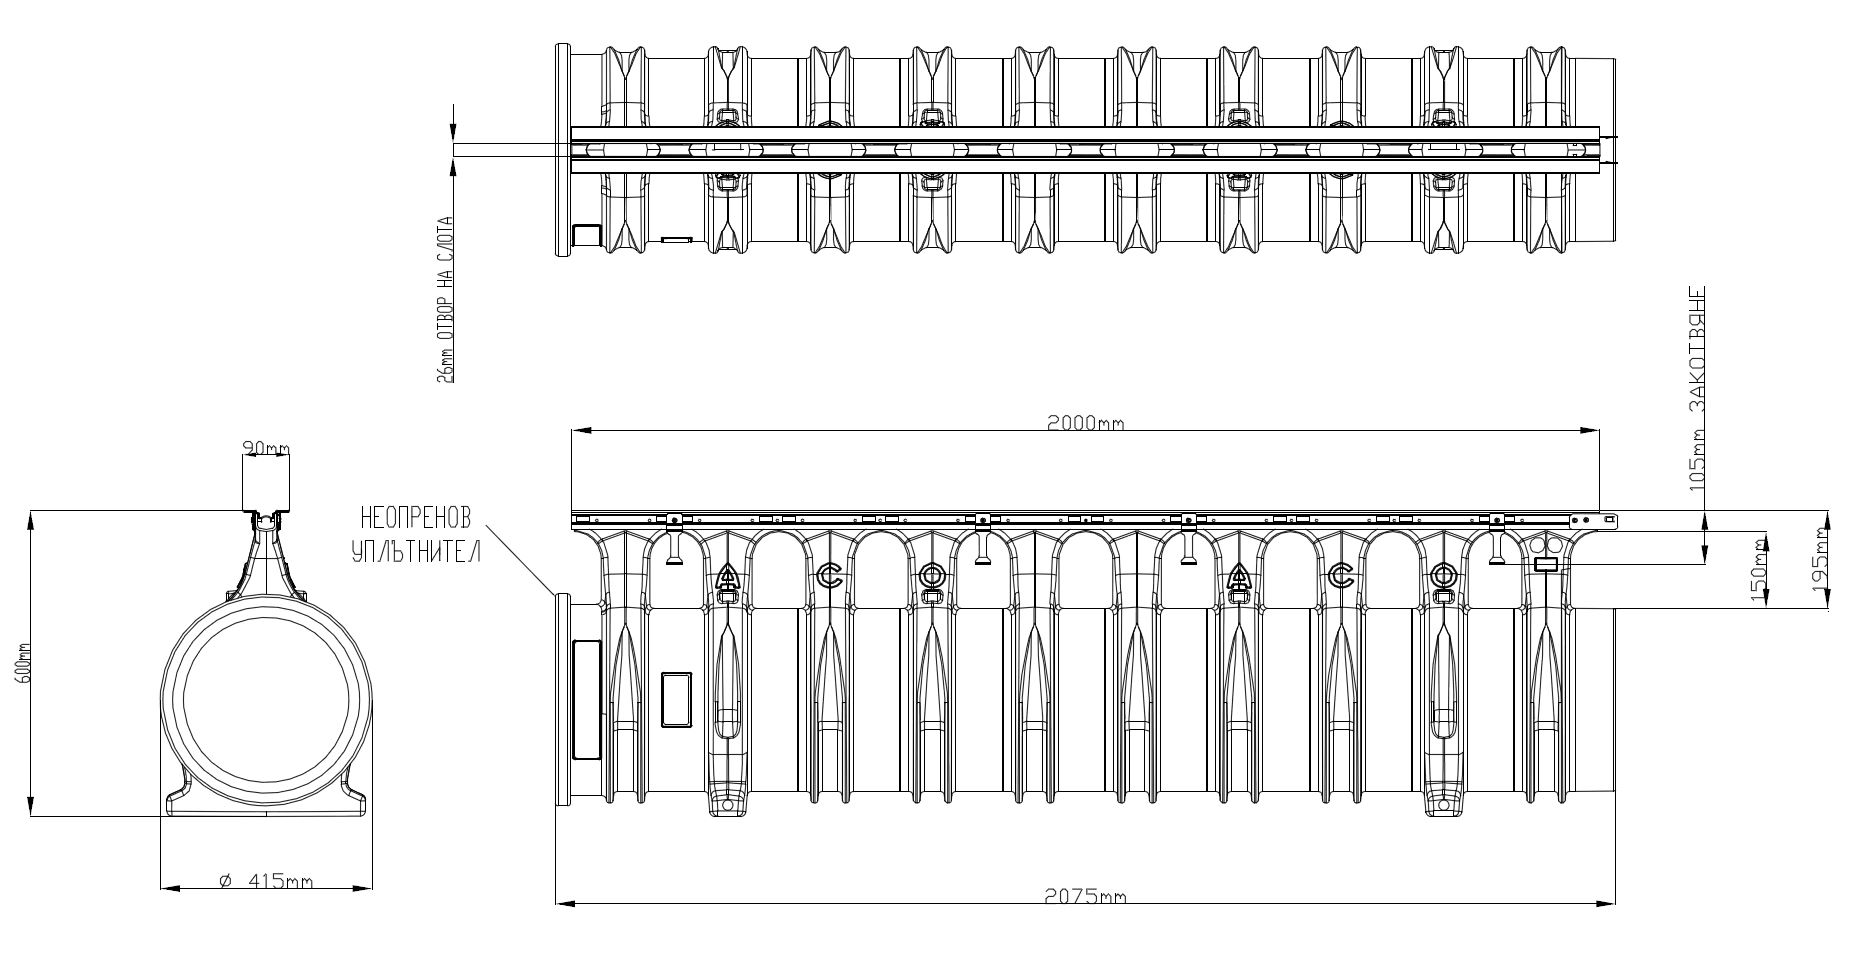 26mm ОТВОР НА СЛОТА
105mm ЗАКОТВЯНЕ
2000mm
90mm
НЕОПРЕНОВ
УПЛЪТНИТЕЛ
A C O A C O
150mm
195mm
600mm
Ø 415mm
2075mm